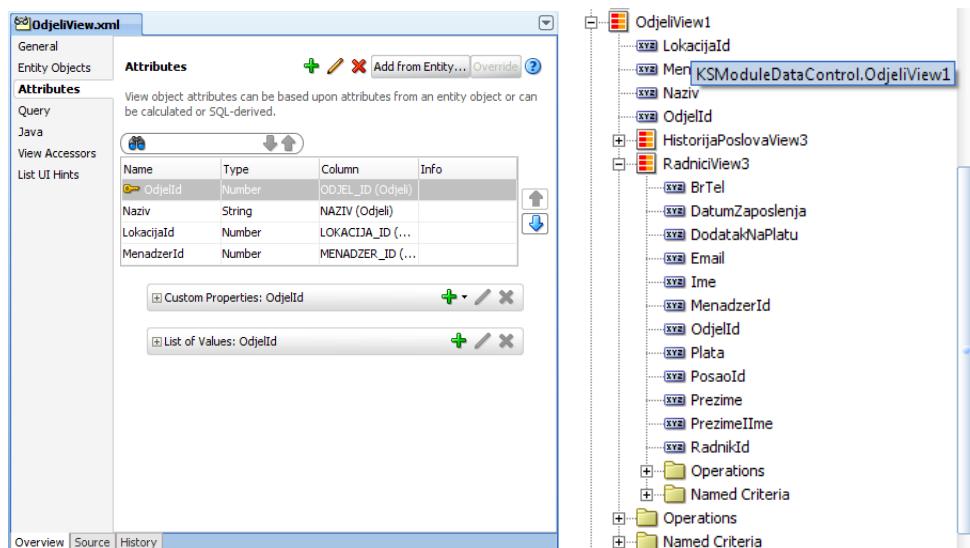 OdjeliView.xml
General
Entity Objects
Attributes
Query
Java
View Accessors
List UI Hints
Attributes
Add from Entity... Override
View object attributes can be based upon attributes from an entity object or can
be calculated or SQL-derived.
Name Type Column Info
OdjelId Number ODJEL_ID (Odjeli)
Naziv String NAZIV (Odjeli)
LokacijaId Number LOKACIJA_ID (...
MenadzerId Number MENADZER_ID (...
Custom Properties: OdjelId
List of Values: OdjelId
Overview Source History
OdjeliView1
LokacijaId
Men
KSModuleDataControl.OdjeliView1
Naziv
OdjelId
HistorijaPoslovaView3
RadniciView3
BrTel
DatumZaposlenja
DodatakNaPlatu
Email
Ime
MenadzerId
OdjelId
Plata
PosaoId
Prezime
PrezimeIIme
RadnikId
Operations
Named Criteria
Operations
Named Criteria